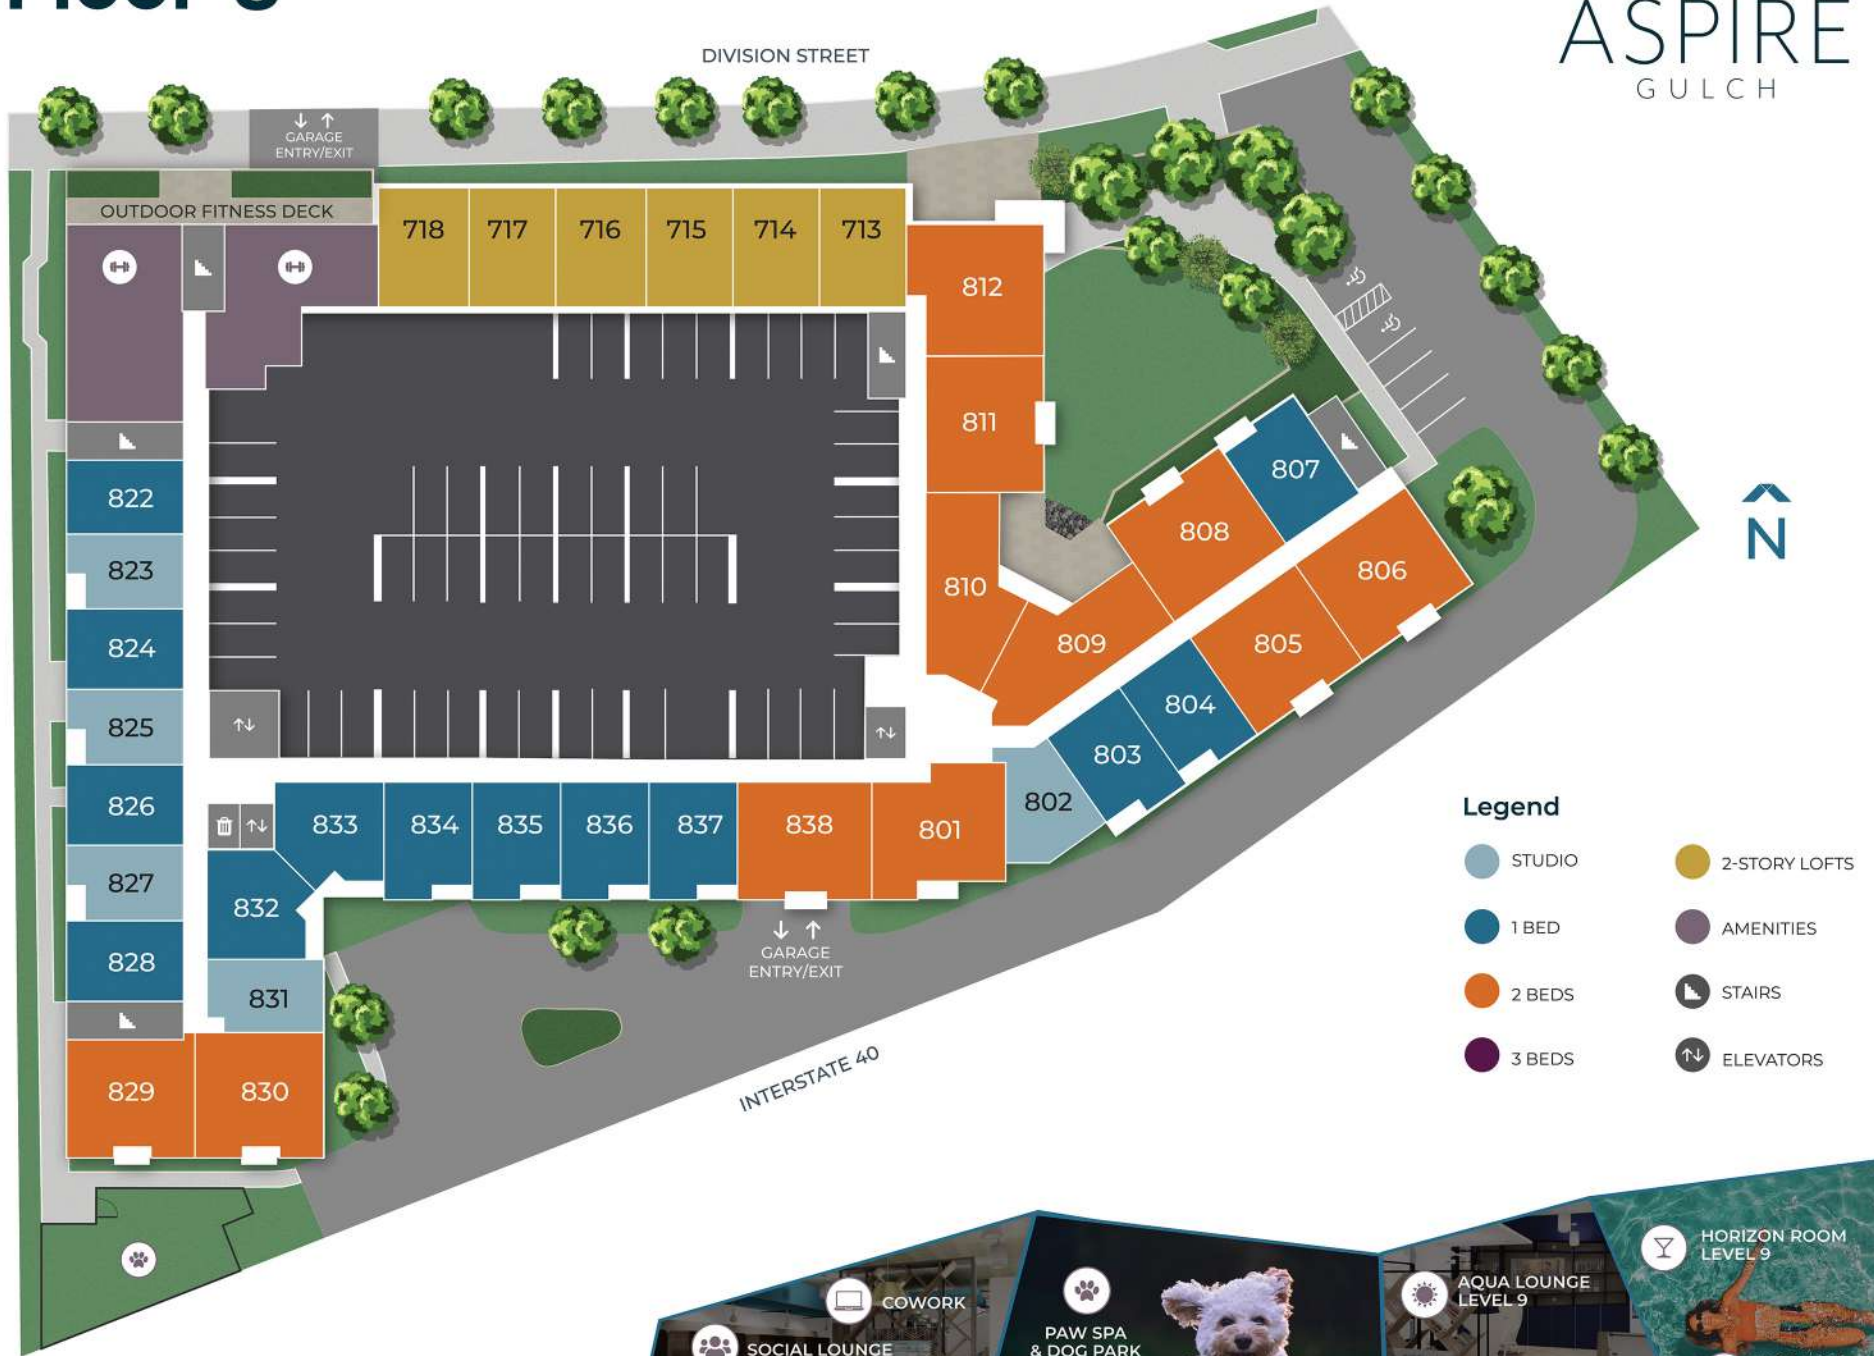 ASPIRE
GULCH
DIVISION STREET
GARAGE
ENTRY/EXIT
OUTDOOR FITNESS DECK
718
717
716
715
714
713
812
811
810
809
808
807
806
805
804
803
802
801
838
837
836
835
834
833
832
831
830
829
828
827
826
825
824
823
822
GARAGE
ENTRY/EXIT
INTERSTATE 40
N
Legend
STUDIO
1 BED
2 BEDS
3 BEDS
2-STORY LOFTS
AMENITIES
STAIRS
ELEVATORS
COWORK
SOCIAL LOUNGE
PAW SPA
& DOG PARK
AQUA LOUNGE
LEVEL 9
HORIZON ROOM
LEVEL 9